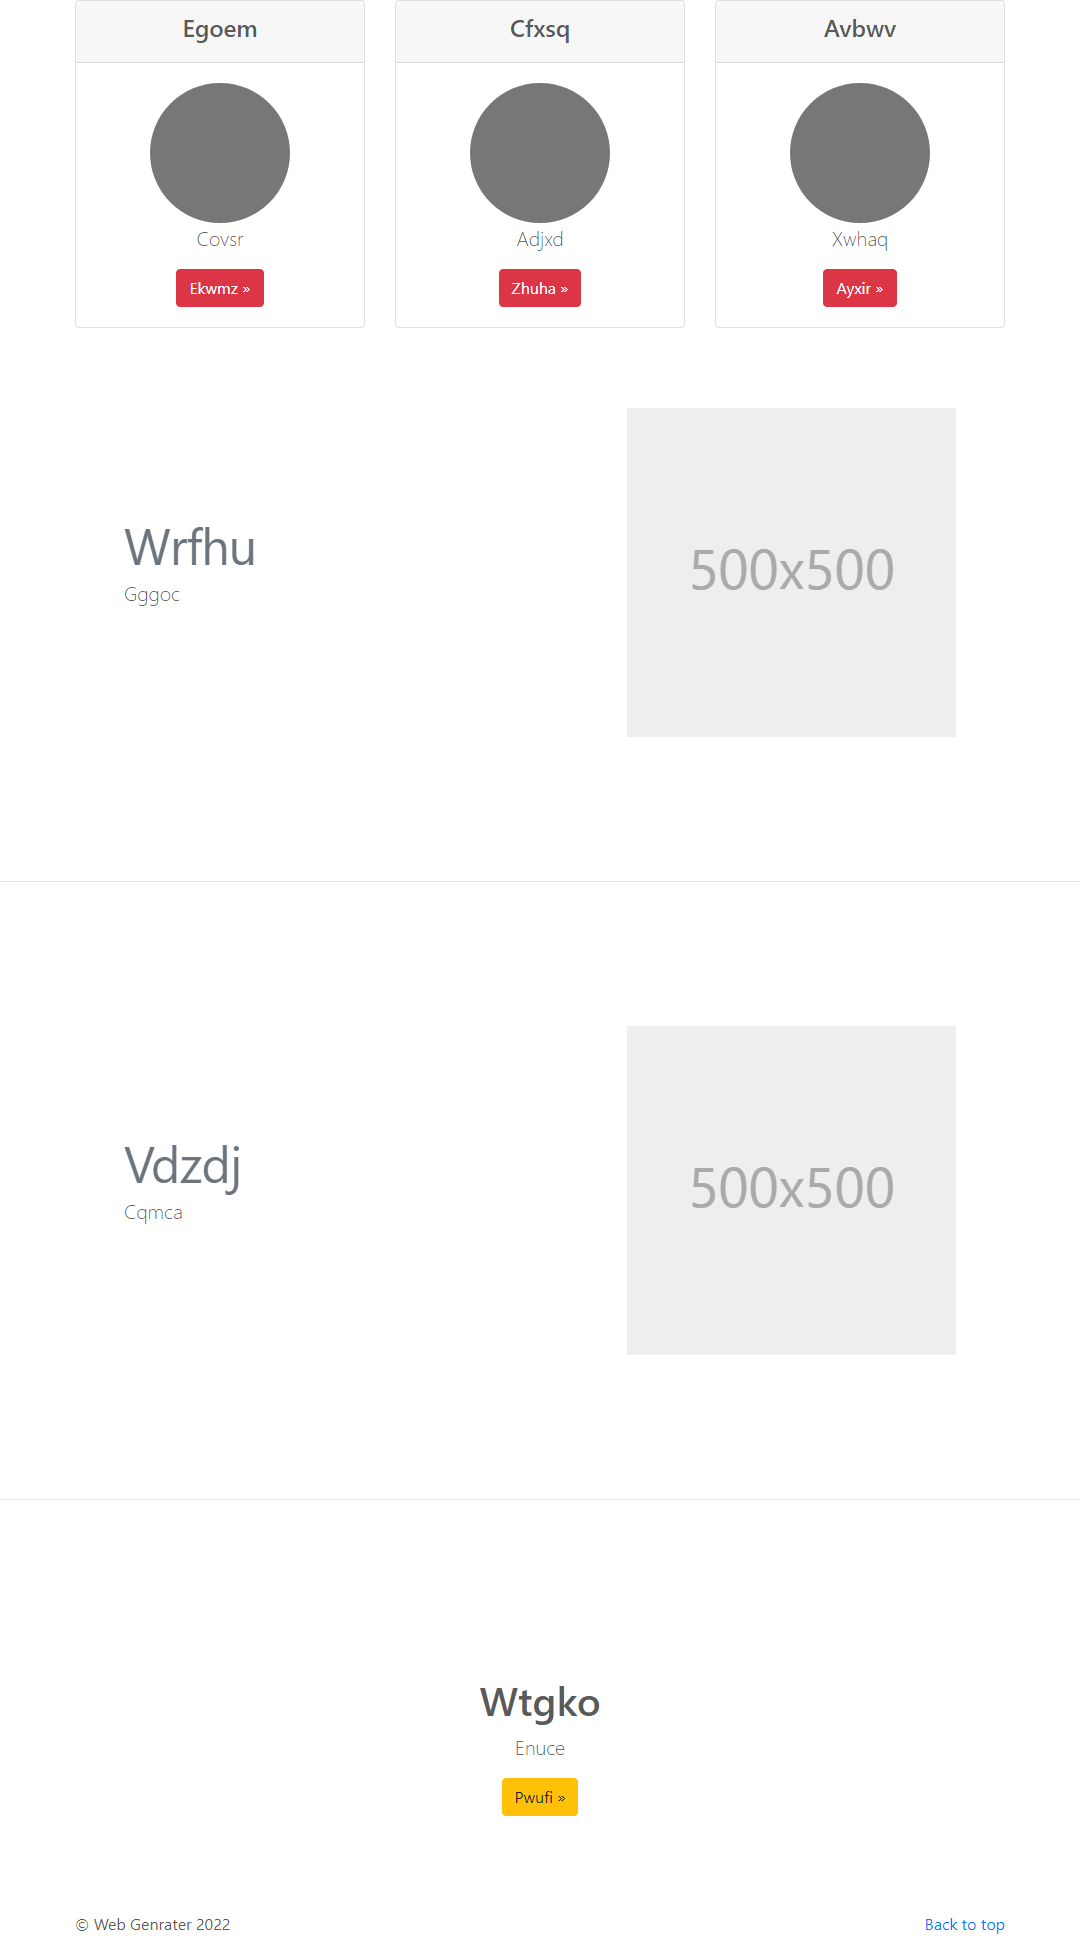 Egoem
Covsr
Ekwmz »
Cfxsq
Adjxd
Zhuha »
Avbwv
Xwhaq
Ayxir »
Wrfhu
Gggoc
500x500
Vdzdj
Cqmca
500x500
Wtgko
Enuce
Pwufi »
© Web Genrater 2022
Back to top